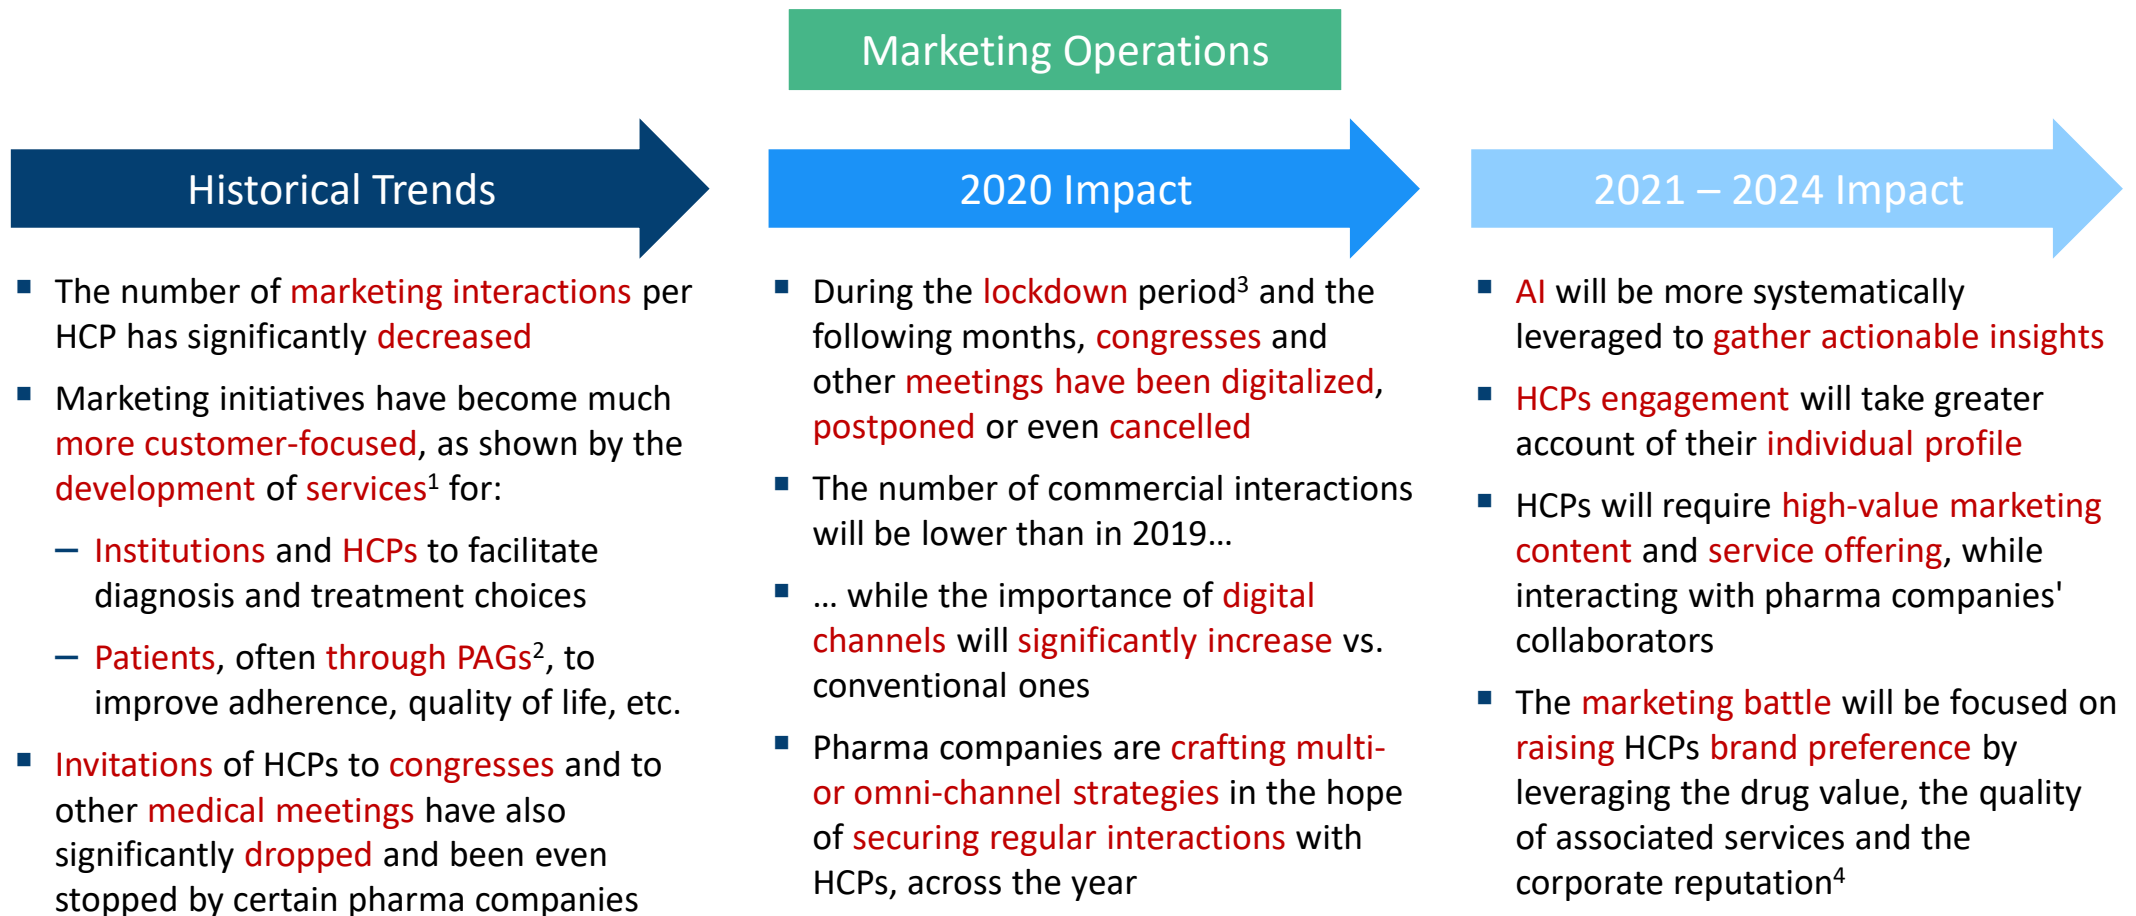 Marketing Operations
Historical Trends
▪ The number of marketing interactions per
HCP has significantly decreased
▪ Marketing initiatives have become much
more customer-focused, as shown by the
development of services¹ for:
– Institutions and HCPs to facilitate
diagnosis and treatment choices
– Patients, often through PAGs², to
improve adherence, quality of life, etc.
▪ Invitations of HCPs to congresses and to
other medical meetings have also
significantly dropped and been even
stopped by certain pharma companies
2020 Impact
▪ During the lockdown period³ and the
following months, congresses and
other meetings have been digitalized,
postponed or even cancelled
▪ The number of commercial interactions
will be lower than in 2019…
▪ … while the importance of digital
channels will significantly increase vs.
conventional ones
▪ Pharma companies are crafting multi-
or omni-channel strategies in the hope
of securing regular interactions with
HCPs, across the year
2021 – 2024 Impact
▪ AI will be more systematically
leveraged to gather actionable insights
▪ HCPs engagement will take greater
account of their individual profile
▪ HCPs will require high-value marketing
content and service offering, while
interacting with pharma companies'
collaborators
▪ The marketing battle will be focused on
raising HCPs brand preference by
leveraging the drug value, the quality
of associated services and the
corporate reputation⁴